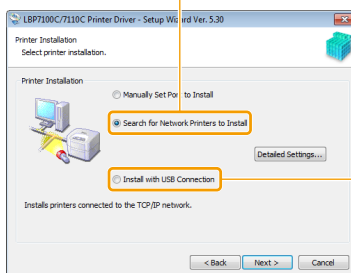 LBP7100C/7110C Printer Driver - Setup Wizard Ver. 5.30
Printer Installation
Select printer installation.
Printer Installation
Manually Set Port to Install
Search for Network Printers to Install
Detailed Settings...
Install with USB Connection
Installs printers connected to the TCP/IP network.
< Back Next > Cancel